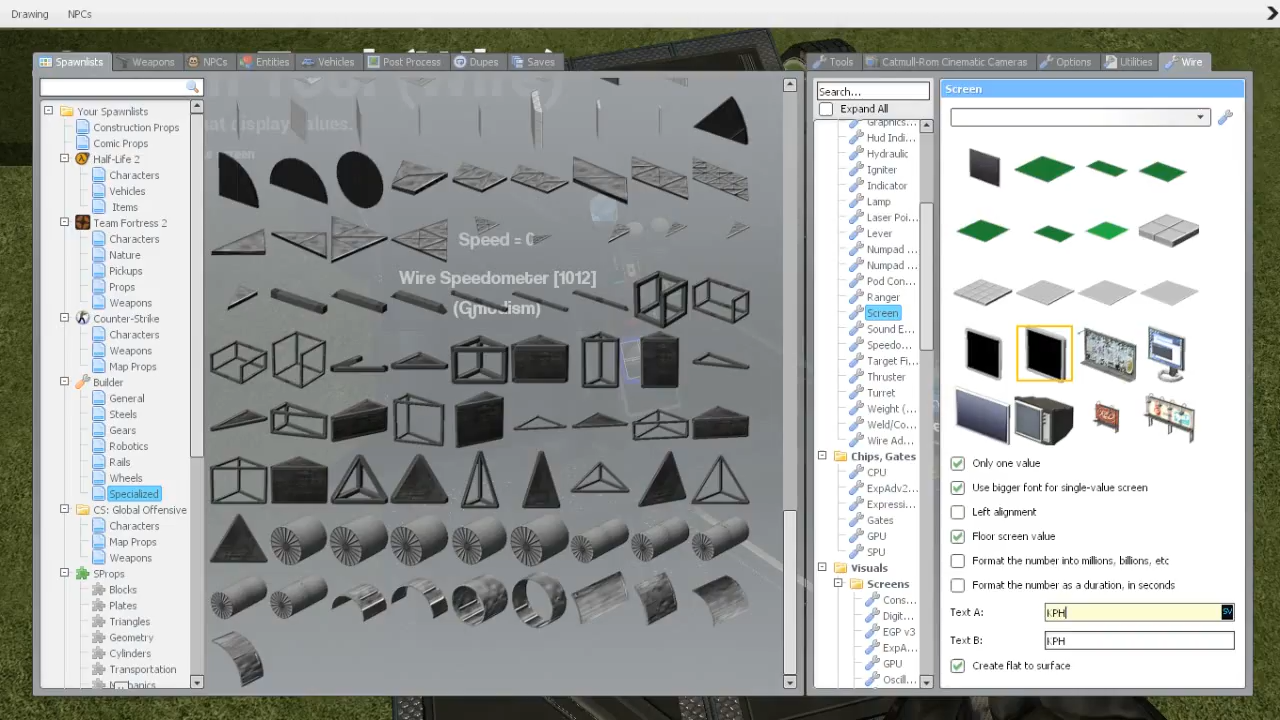 Drawing NPCs
Spawnlists Weapons NPCs Entities Vehicles Post Process Dupes Saves
Tools Catmull-Rom Cinematic Cameras Options Utilities Wire
Your Spawnlists
Construction Props
Comic Props
Half-Life 2
Characters
Vehicles
Items
Team Fortress 2
Characters
Nature
Pickups
Props
Weapons
Counter-Strike
Characters
Weapons
Map Props
Builder
General
Steels
Gears
Robotics
Rails
Wheels
Specialized
CS: Global Offensive
Characters
Map Props
Weapons
SProps
Blocks
Plates
Triangles
Geometry
Cylinders
Transportation
Speed = 0
Wire Speedometer [1012]
(Gmodism)
Search...
Expand All
Graphics...
Hud Indi...
Hydraulic
Igniter
Indicator
Lamp
Laser Poi...
Lever
Numpad ...
Numpad ...
Pod Con...
Ranger
Screen
Sound E...
Speedo...
Target Fi...
Thruster
Turret
Weight (...
Weld/Co...
Wire Ad...
Chips, Gates
CPU
ExpAdv2...
Expressi...
Gates
GPU
SPU
Visuals
Screens
Cons...
Digit...
EGP v3
ExpA...
GPU
Oscill...
Screen
Only one value
Use bigger font for single-value screen
Left alignment
Floor screen value
Format the number into millions, billions, etc
Format the number as a duration, in seconds
Text A: KPH
Text B: KPH
Create flat to surface